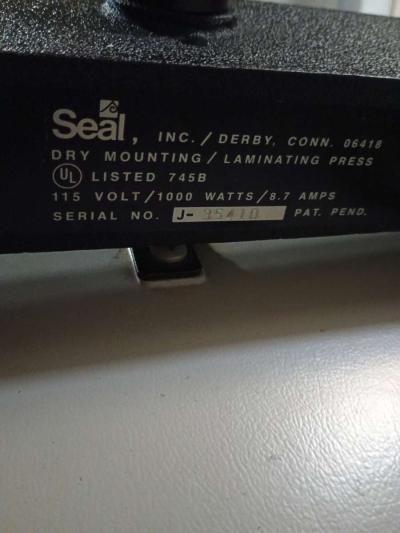 Seal, INC./DERBY, CONN. 06418
DRY MOUNTING/LAMINATING PRESS
UL LISTED 745B
115 VOLT/1000 WATTS/8.7 AMPS
SERIAL NO. J-35410 PAT. PEND.